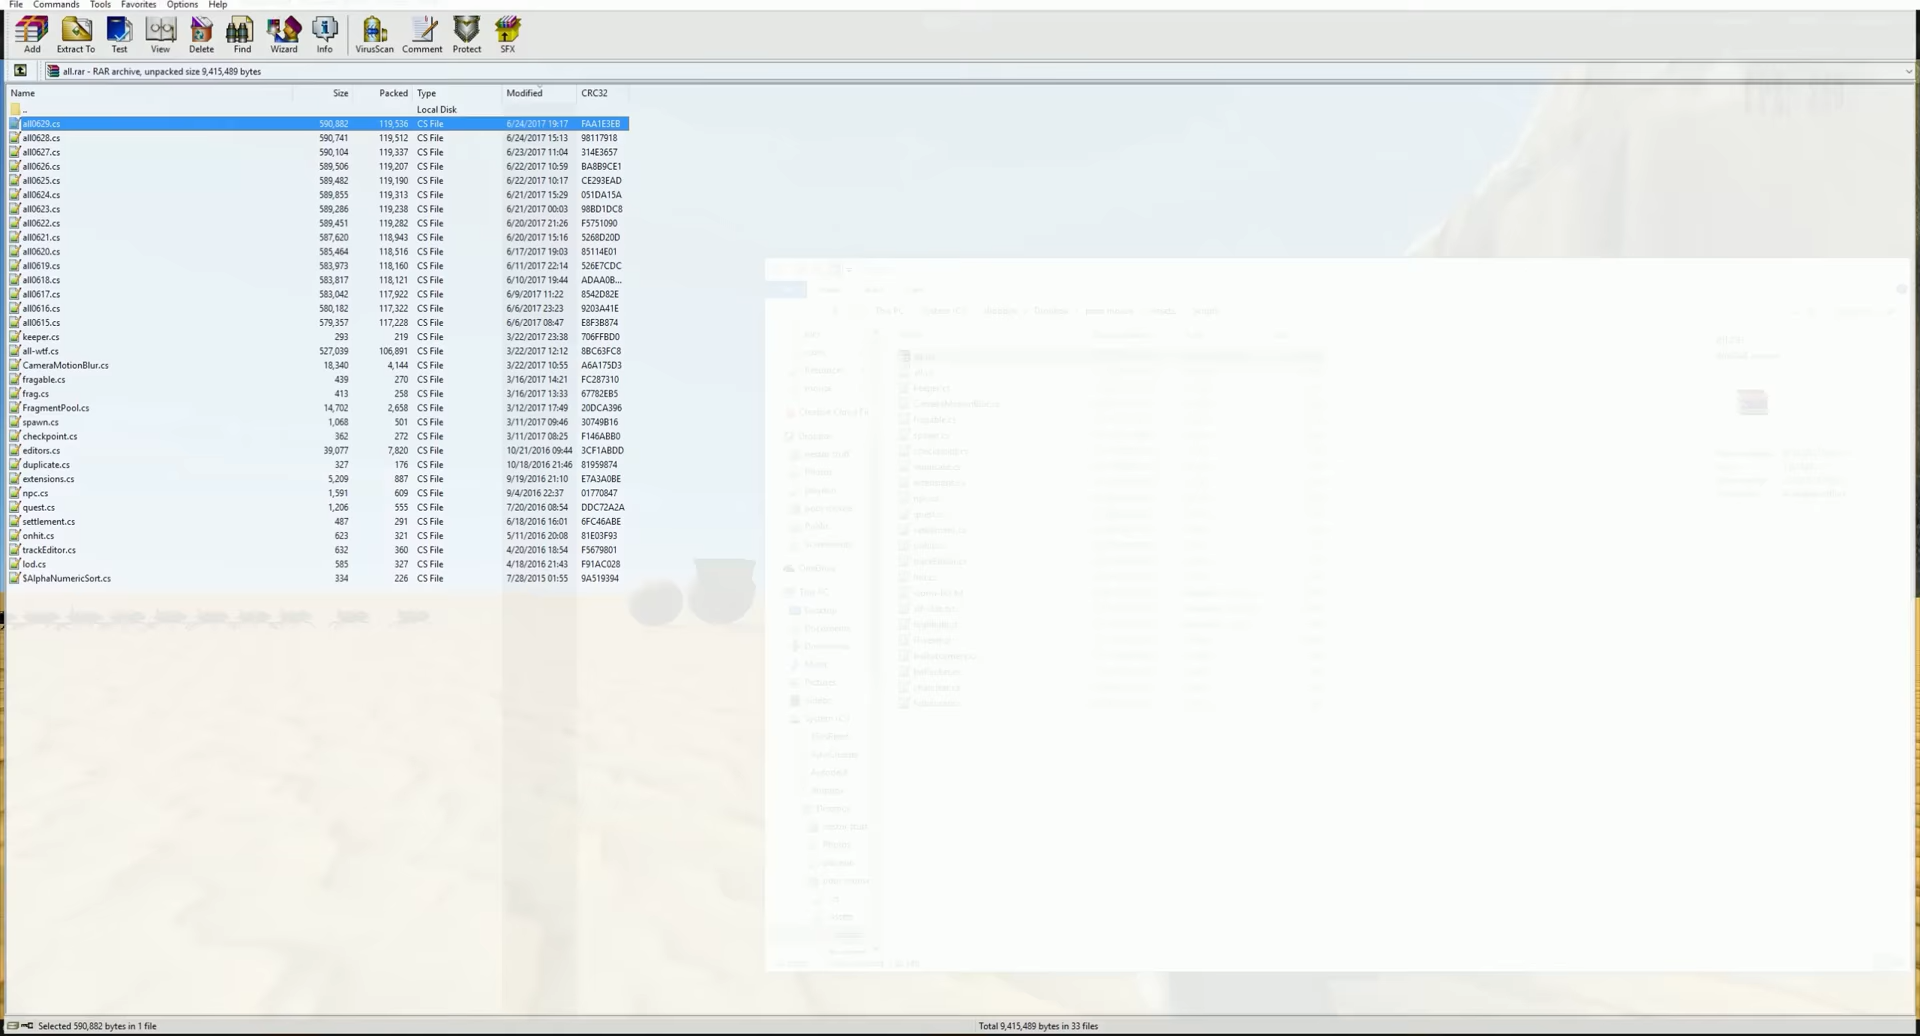 File Commands Tools Favorites Options Help
Add Extract To Test View Delete Find Wizard Info VirusScan Comment Protect SFX
all.rar - RAR archive, unpacked size 9,415,489 bytes
Name Size Packed Type Modified CRC32
.. Local Disk
all0629.cs 590,882 119,536 CS File 6/24/2017 19:17 FAA1E3EB
all0628.cs 590,741 119,512 CS File 6/24/2017 15:13 98117918
all0627.cs 590,104 119,337 CS File 6/23/2017 11:04 314E3657
all0626.cs 589,506 119,207 CS File 6/22/2017 10:59 BA8B9CE1
all0625.cs 589,482 119,190 CS File 6/22/2017 10:17 CE293EAD
all0624.cs 589,855 119,313 CS File 6/21/2017 15:29 051DA15A
all0623.cs 589,286 119,238 CS File 6/21/2017 00:03 98BD1DC8
all0622.cs 589,451 119,282 CS File 6/20/2017 21:26 F5751090
all0621.cs 587,620 118,943 CS File 6/20/2017 15:16 5268D20D
all0620.cs 585,464 118,516 CS File 6/17/2017 19:03 85114E01
all0619.cs 583,973 118,160 CS File 6/11/2017 22:14 526E7CDC
all0618.cs 583,817 118,121 CS File 6/10/2017 19:44 ADAA0B...
all0617.cs 583,042 117,922 CS File 6/9/2017 11:22 8542D82E
all0616.cs 580,182 117,322 CS File 6/6/2017 23:23 9203A41E
all0615.cs 579,357 117,228 CS File 6/6/2017 08:47 E8F3B874
keeper.cs 293 219 CS File 3/22/2017 23:38 706FFBD0
all-wtf.cs 527,039 106,891 CS File 3/22/2017 12:12 8BC63FC8
CameraMotionBlur.cs 18,340 4,144 CS File 3/22/2017 10:55 A6A175D3
fragable.cs 439 270 CS File 3/16/2017 14:21 FC287310
frag.cs 413 258 CS File 3/16/2017 13:33 67782EB5
FragmentPool.cs 14,702 2,658 CS File 3/12/2017 17:49 20DCA396
spawn.cs 1,068 501 CS File 3/11/2017 09:46 30749B16
checkpoint.cs 362 272 CS File 3/11/2017 08:25 F146ABB0
editors.cs 39,077 7,820 CS File 10/21/2016 09:44 3CF1ABDD
duplicate.cs 327 176 CS File 10/18/2016 21:46 81959874
extensions.cs 5,209 887 CS File 9/19/2016 21:10 E7A3A0BE
npc.cs 1,591 609 CS File 9/4/2016 22:37 01770847
quest.cs 1,206 555 CS File 7/20/2016 08:54 DDC72A2A
settlement.cs 487 291 CS File 6/18/2016 16:01 6FC46ABE
onhit.cs 623 321 CS File 5/11/2016 20:08 81E03F93
trackEditor.cs 632 360 CS File 4/20/2016 18:54 F5679801
lod.cs 585 327 CS File 4/18/2016 21:43 F91AC028
$AlphaNumericSort.cs 334 226 CS File 7/28/2015 01:55 9A519394
Selected 590,882 bytes in 1 file Total 9,415,489 bytes in 33 files